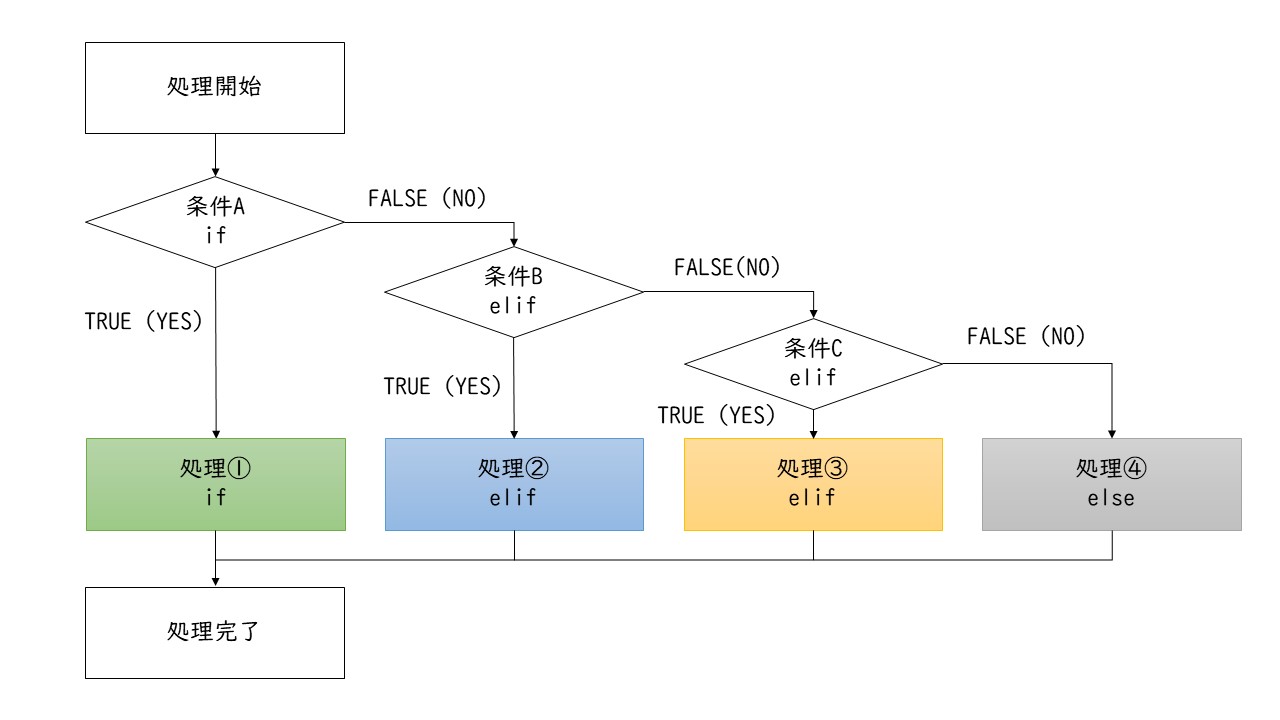 処理開始
条件A
if
FALSE (NO)
条件B
elif
FALSE(NO)
条件C
elif
FALSE (NO)
TRUE (YES)
TRUE (YES)
TRUE (YES)
処理①
if
処理②
elif
処理③
elif
処理④
else
処理完了